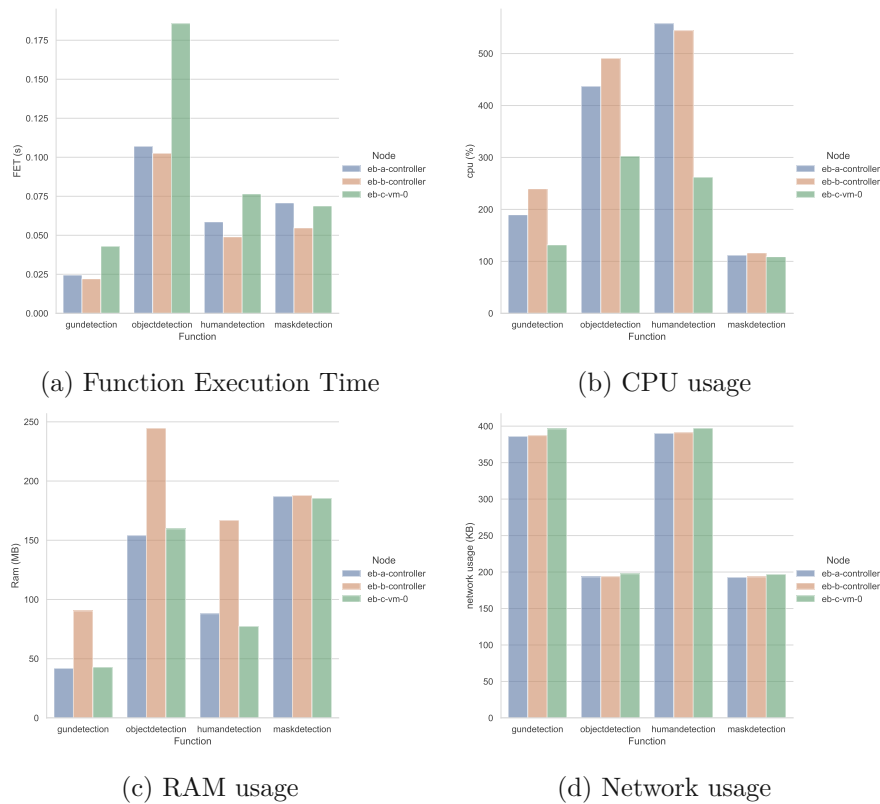 0.175
0.150
0.125
0.100
0.075
0.050
0.025
0.000
FET (s)
gundetection objectdetection humandetection maskdetection
Function
Node
eb-a-controller
eb-b-controller
eb-c-vm-0
(a) Function Execution Time
500
400
300
200
100
0
cpu (%)
gundetection objectdetection humandetection maskdetection
Function
Node
eb-a-controller
eb-b-controller
eb-c-vm-0
(b) CPU usage
250
200
150
100
50
0
Ram (MB)
gundetection objectdetection humandetection maskdetection
Function
Node
eb-a-controller
eb-b-controller
eb-c-vm-0
(c) RAM usage
400
350
300
250
200
150
100
50
0
network usage (KB)
gundetection objectdetection humandetection maskdetection
Function
Node
eb-a-controller
eb-b-controller
eb-c-vm-0
(d) Network usage